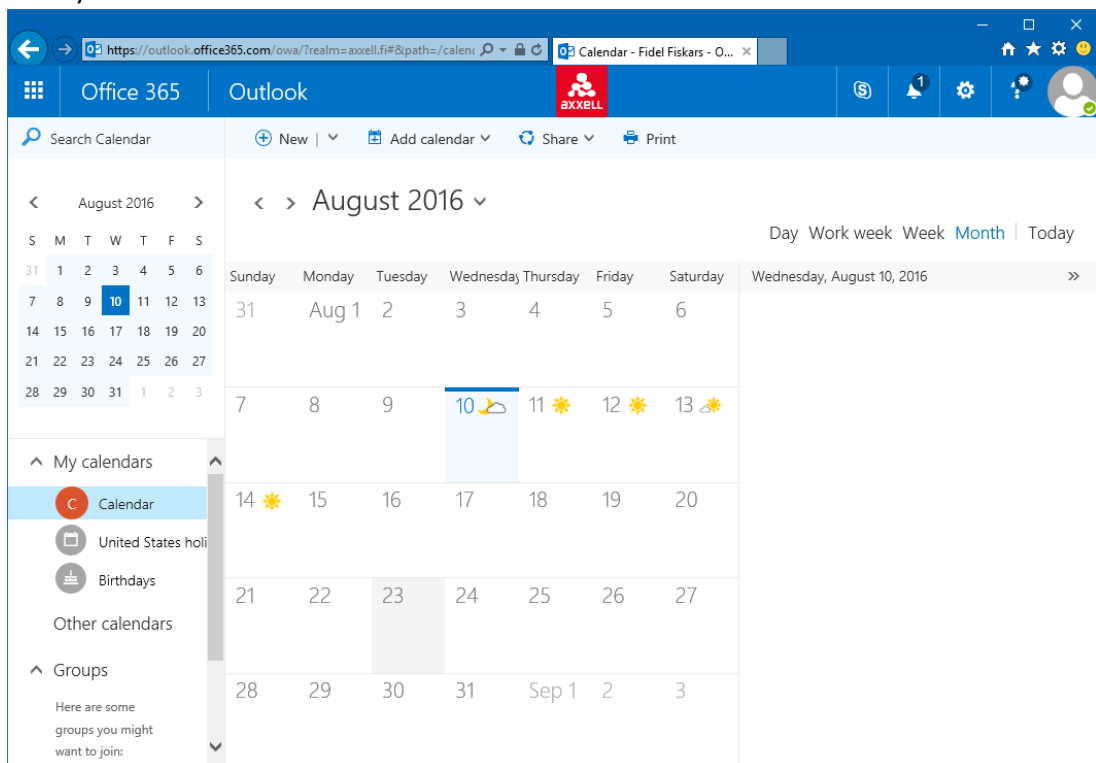 https://outlook.office365.com/owa/?realm=axxell.fi#&path=/calend
Calendar - Fidel Fiskars - O...
Office 365 Outlook axxell 1
Search Calendar New Add calendar Share Print
August 2016
S M T W T F S
31 1 2 3 4 5 6
7 8 9 10 11 12 13
14 15 16 17 18 19 20
21 22 23 24 25 26 27
28 29 30 31 1 2 3
My calendars
C Calendar
United States holi
Birthdays
Other calendars
Groups
Here are some
groups you might
want to join:
August 2016
Day Work week Week Month Today
Sunday Monday Tuesday Wednesday Thursday Friday Saturday Wednesday, August 10, 2016
31 Aug 1 2 3 4 5 6
7 8 9 10 11 12 13
14 15 16 17 18 19 20
21 22 23 24 25 26 27
28 29 30 31 Sep 1 2 3